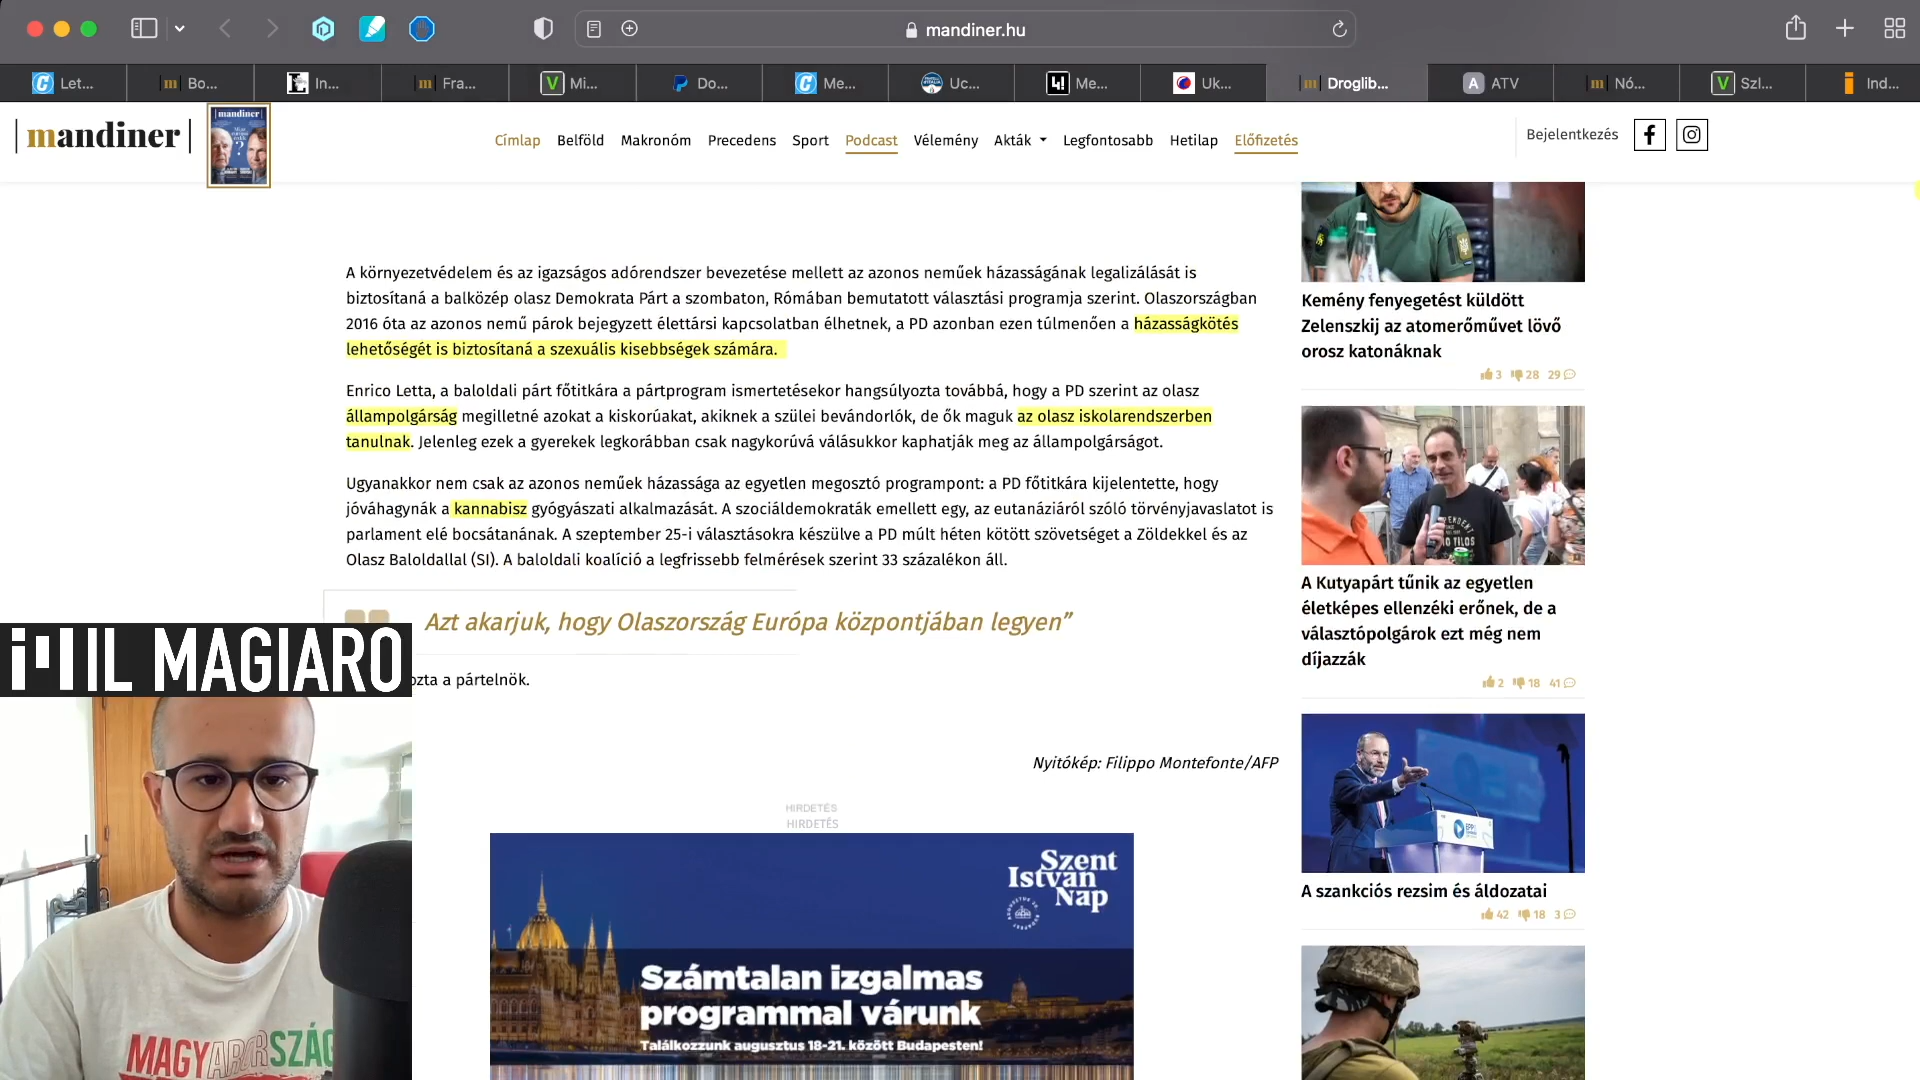 mandiner.hu
Let...
Bo...
In...
Fra...
Mi...
Do...
Me...
Uc...
Me...
Uk...
Droglib...
ATV
Nó...
Szl...
Ind...
|mandiner|
Címlap Belföld Makronóm Precedens Sport Podcast Vélemény Akták Legfontosabb Hetilap Előfizetés
Bejelentkezés
A környezetvédelem és az igazságos adórendszer bevezetése mellett az azonos neműek házasságának legalizálását is
biztosítaná a balközép olasz Demokrata Párt a szombaton, Rómában bemutatott választási programja szerint. Olaszországban
2016 óta az azonos nemű párok bejegyzett élettársi kapcsolatban élhetnek, a PD azonban ezen túlmenően a házasságkötés
lehetőségét is biztosítaná a szexuális kisebbségek számára.
Enrico Letta, a baloldali párt főtitkára a pártprogram ismertetésekor hangsúlyozta továbbá, hogy a PD szerint az olasz
állampolgárság megilletné azokat a kiskorúakat, akiknek a szülei bevándorlók, de ők maguk az olasz iskolarendszerben
tanulnak. Jelenleg ezek a gyerekek legkorábban csak nagykorúvá válásukkor kaphatják meg az állampolgárságot.
Ugyanakkor nem csak az azonos neműek házassága az egyetlen megosztó programpont: a PD főtitkára kijelentette, hogy
jóváhagynák a kannabisz gyógyászati alkalmazását. A szociáldemokraták emellett egy, az eutanáziáról szóló törvényjavaslatot is
parlament elé bocsátanának. A szeptember 25-i választásokra készülve a PD múlt héten kötött szövetséget a Zöldekkel és az
Olasz Baloldallal (SI). A baloldali koalíció a legfrissebb felmérések szerint 33 százalékon áll.
Azt akarjuk, hogy Olaszország Európa központjában legyen”
ozta a pártelnök.
Nyitókép: Filippo Montefonte/AFP
HIRDETÉS
HIRDETÉS
Szent
István
Nap
Számtalan izgalmas
programmal várunk
Találkozzunk augusztus 18-21. között Budapesten!
Kemény fenyegetést küldött
Zelenszkij az atomerőművet lövő
orosz katonáknak
3 28 29
A Kutyapárt tűnik az egyetlen
életképes ellenzéki erőnek, de a
választópolgárok ezt még nem
díjazzák
2 18 41
EPP
A szankciós rezsim és áldozatai
42 18 3
IL MAGIARO
MAGYARORSZÁG